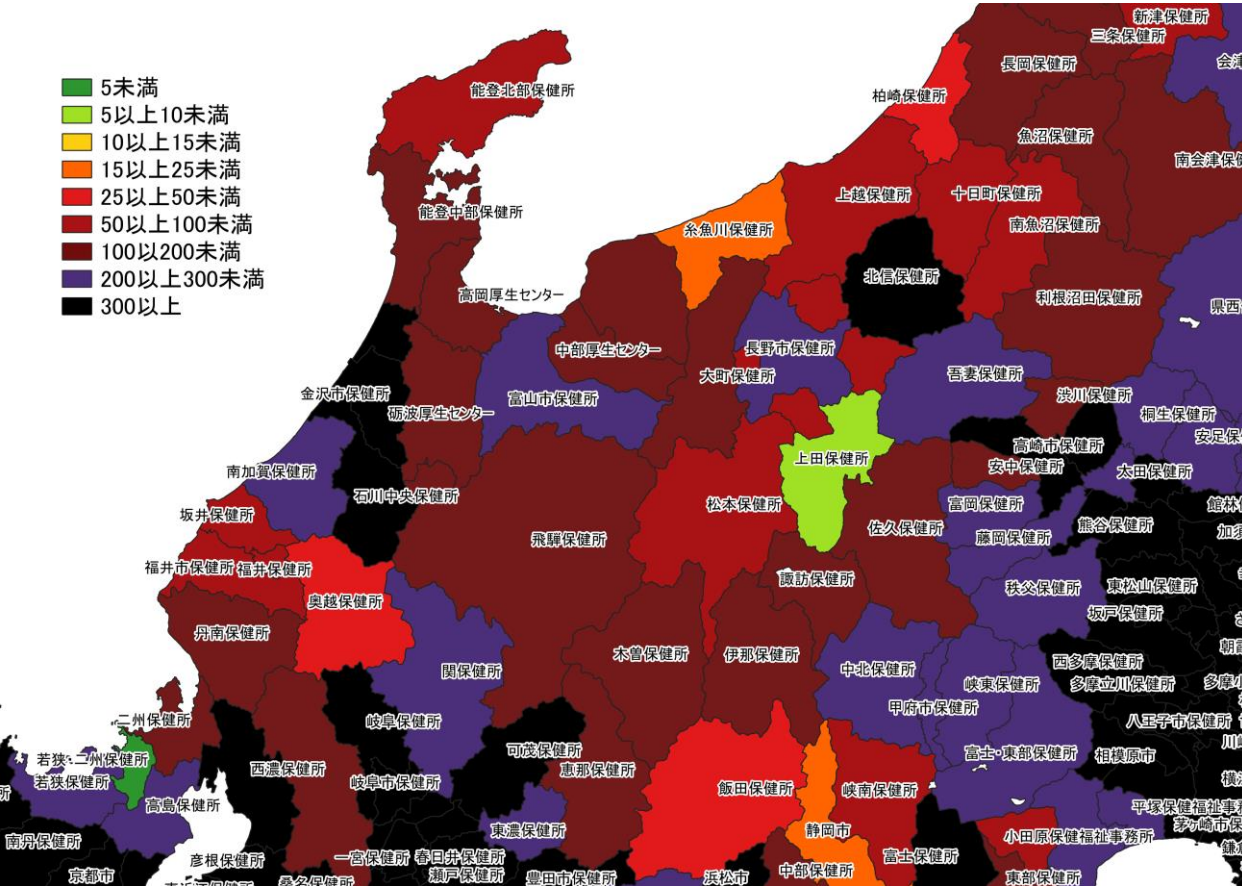 5未満
5以上10未満
10以上15未満
15以上25未満
25以上50未満
50以上100未満
100以200未満
200以上300未満
300以上
新津保健所
三条保健所
長岡保健所
能登北部保健所
柏崎保健所
魚沼保健所
上越保健所
十日町保健所
能登中部保健所
南魚沼保健所
糸魚川保健所
北信保健所
高岡厚生センター
利根沼田保健所
中部厚生センター
長野市保健所
大町保健所
吾妻保健所
金沢市保健所
富山市保健所
渋川保健所
砺波厚生センター
桐生保健所
高崎市保健所
上田保健所
安中保健所
太田保健所
南加賀保健所
石川中央保健所
松本保健所
富岡保健所
坂井保健所
佐久保健所
熊谷保健所
飛騨保健所
藤岡保健所
福井市保健所
福井保健所
諏訪保健所
秩父保健所
東松山保健所
奥越保健所
坂戸保健所
丹南保健所
木曽保健所
伊那保健所
西多摩保健所
関保健所
中北保健所
峡東保健所
多摩立川保健所
甲府市保健所
二州保健所
岐阜保健所
八王子市保健所
可茂保健所
富士・東部保健所
相模原市
若狭・二州保健所
西濃保健所
恵那保健所
若狭保健所
岐阜市保健所
飯田保健所
峡南保健所
高島保健所
東濃保健所
静岡市
小田原保健福祉事務所
南丹保健所
彦根保健所
一宮保健所
春日井保健所
富士保健所
京都市
瀬戸保健所
豊田市保健所
浜松市
中部保健所
東部保健所
桑名保健所